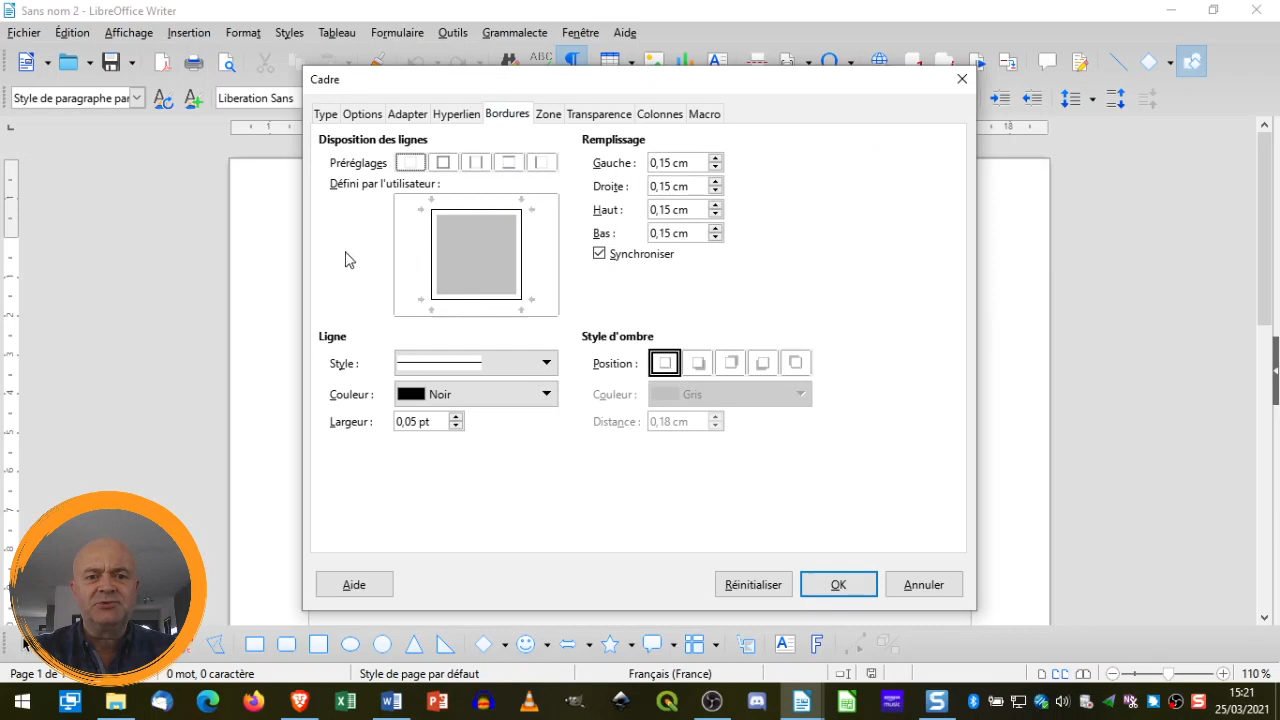 Sans nom 2 - LibreOffice Writer
Fichier Édition Affichage Insertion Format Styles Tableau Formulaire Outils Grammalecte Fenêtre Aide
ABC
Style de paragraphe par
Liberation Sans
1
18
Cadre
Type Options Adapter Hyperlien Bordures Zone Transparence Colonnes Macro
Disposition des lignes
Préréglages
Défini par l'utilisateur :
Remplissage
Gauche : 0,15 cm
Droite : 0,15 cm
Haut : 0,15 cm
Bas : 0,15 cm
Synchroniser
Ligne
Style :
Couleur : Noir
Largeur : 0,05 pt
Style d'ombre
Position :
Couleur : Gris
Distance : 0,18 cm
Aide
Réinitialiser
OK
Annuler
Page 1 de
0 mot, 0 caractère
Style de page par défaut
Français (France)
110 %
15:21
25/03/2021